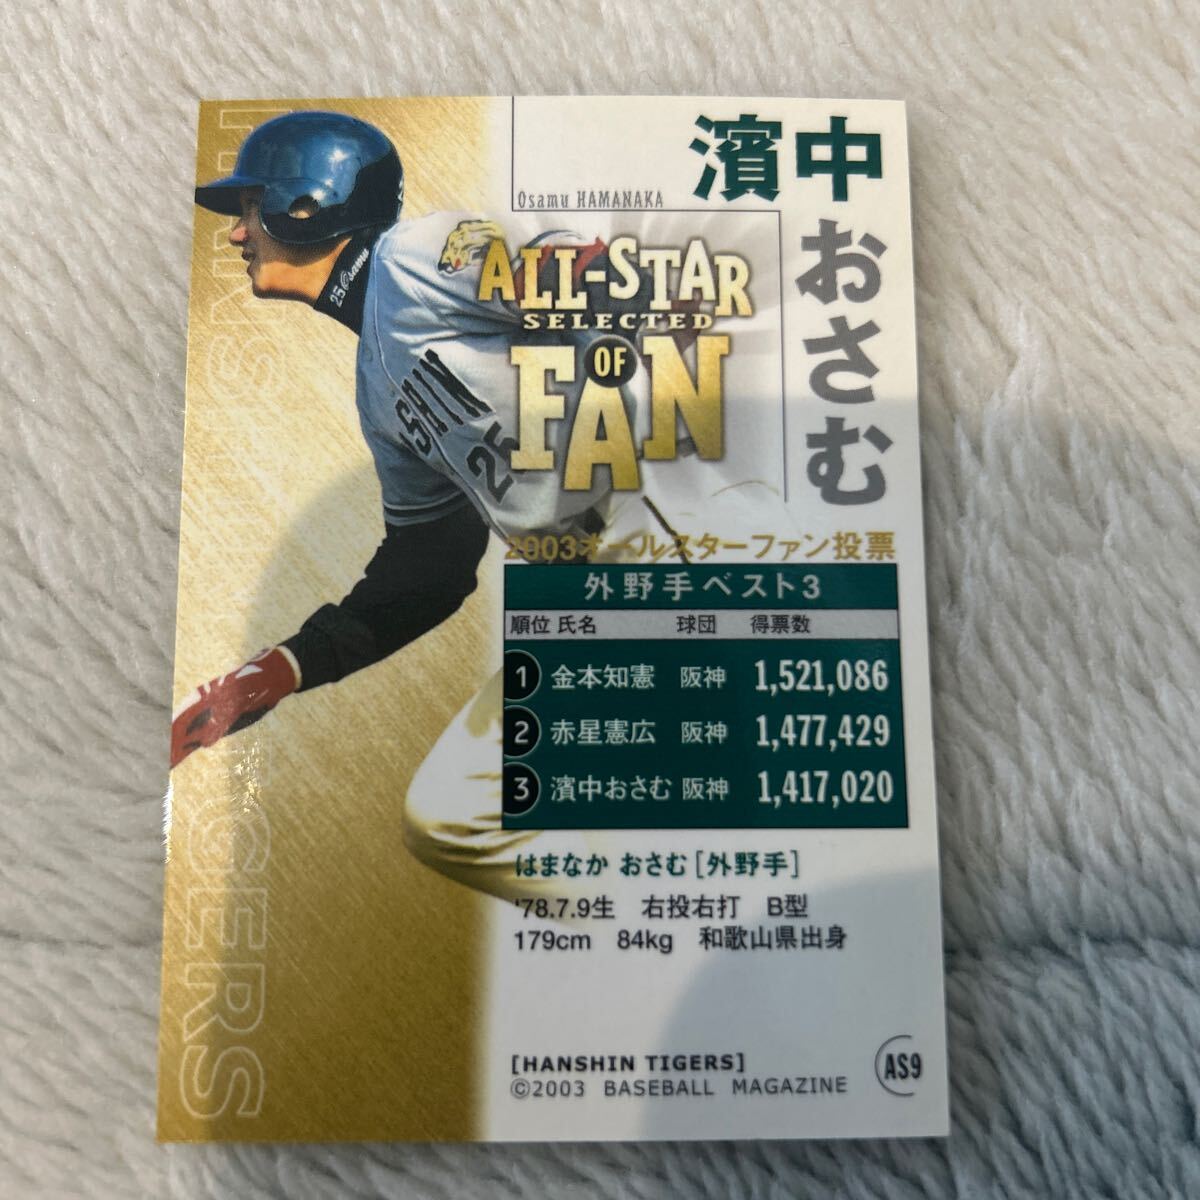 濱中
おさむ
Osamu HAMANAKA
ALL-STAR
SELECTED
OF
FAN
25 Osamu
SHIN
25
2003オールスターファン投票
外野手ベスト3
順位 氏名 球団 得票数
1 金本知憲 阪神 1,521,086
2 赤星憲広 阪神 1,477,429
3 濱中おさむ 阪神 1,417,020
はまなか おさむ[外野手]
'78.7.9生 右投右打 B型
179cm 84kg 和歌山県出身
[HANSHIN TIGERS]
©2003 BASEBALL MAGAZINE
AS9
HANSHIN TIGERS